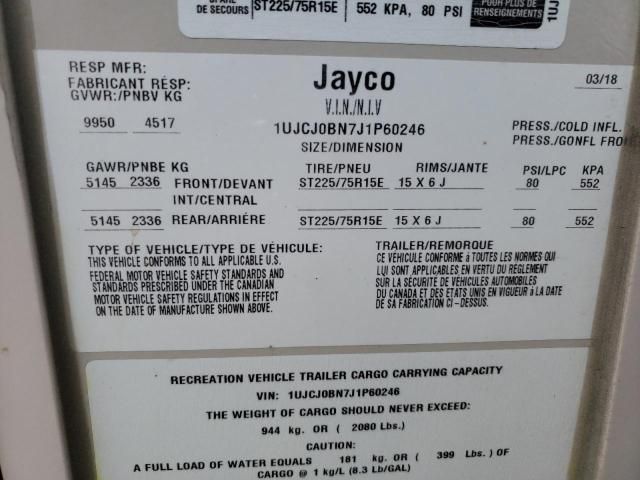 DE SECOURS ST225/75R15E 552 KPA, 80 PSI
POUR PLUS DE
RENSEIGNEMENTS
1UJ
RESP MFR: Jayco 03/18
FABRICANT RESP:
GVWR:/PNBV KG
V.I.N./N.I.V
9950 4517 1UJCJ0BN7J1P60246 PRESS./COLD INFL.
SIZE/DIMENSION PRESS./GONFL FROI
GAWR/PNBE KG TIRE/PNEU RIMS/JANTE PSI/LPC KPA
5145 2336 FRONT/DEVANT ST225/75R15E 15 X 6 J 80 552
INT/CENTRAL
5145 2336 REAR/ARRIÉRE ST225/75R15E 15 X 6 J 80 552
TYPE OF VEHICLE/TYPE DE VÉHICULE: TRAILER/REMORQUE
THIS VEHICLE CONFORMS TO ALL APPLICABLE U.S.
FEDERAL MOTOR VEHICLE SAFETY STANDARDS AND
STANDARDS PRESCRIBED UNDER THE CANADIAN
MOTOR VEHICLE SAFETY REGULATIONS IN EFFECT
ON THE DATE OF MANUFACTURE SHOWN ABOVE.
CE VÉHICULE CONFORME à TOUTES LES NORMES QUI
LUI SONT APPLICABLES EN VERTU DU RÉGLEMENT
SUR LA SÉCURITÉ DE VÉHICULES AUTOMOBILES
DU CANADA ET DES ETATS UNIS EN VIGUEUR à LA DATE
DE SA FABRICATION CI-DESSUS.
RECREATION VEHICLE TRAILER CARGO CARRYING CAPACITY
VIN: 1UJCJ0BN7J1P60246
THE WEIGHT OF CARGO SHOULD NEVER EXCEED:
944 kg. OR ( 2080 Lbs.)
CAUTION:
A FULL LOAD OF WATER EQUALS 181 kg. OR ( 399 Lbs.) OF
CARGO @ 1 kg/L (8.3 Lb/GAL)